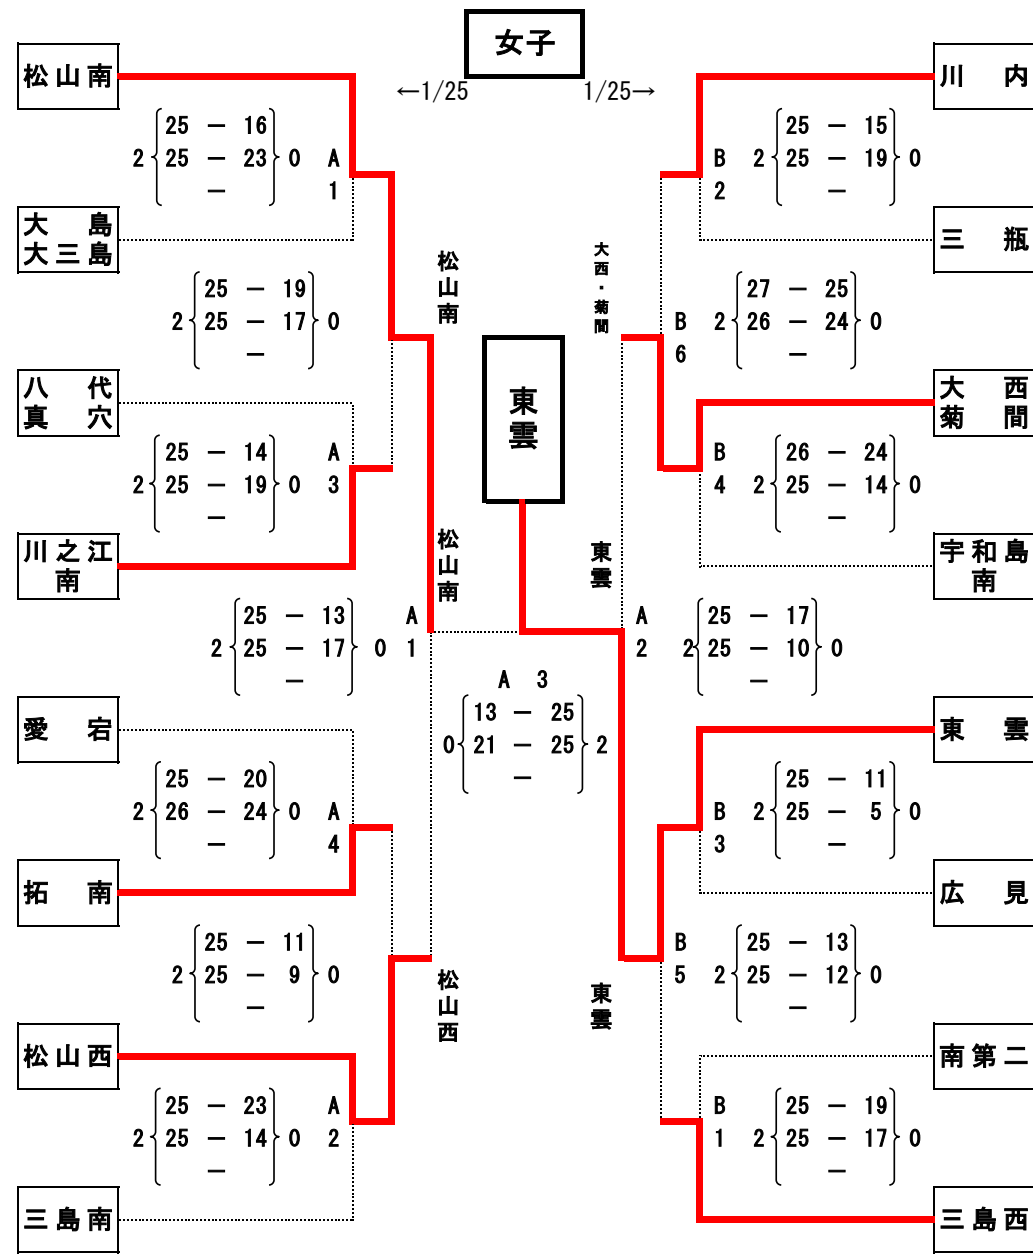 女子
←1/25
1/25→
松山南
25 － 16
2 25 － 23 0
－
A
1
大島
大三島
25 － 19
2 25 － 17 0
－
松山南
八代
真穴
25 － 14
2 25 － 19 0
－
A
3
川之江
南
松山南
25 － 13
2 25 － 17 0
－
A
1
愛宕
25 － 20
2 26 － 24 0
－
A
4
拓南
25 － 11
2 25 － 9 0
－
松山西
松山西
25 － 23
2 25 － 14 0
－
A
2
三島南
東雲
A 3
13 － 25
0 21 － 25 2
－
川内
B
2
25 － 15
2 25 － 19 0
－
三瓶
大西・菊間
B
6
27 － 25
2 26 － 24 0
－
大西
菊間
B
4
26 － 24
2 25 － 14 0
－
宇和島
南
東雲
A
2
25 － 17
2 25 － 10 0
－
東雲
B
3
25 － 11
2 25 － 5 0
－
広見
東雲
B
5
25 － 13
2 25 － 12 0
－
南第二
B
1
25 － 19
2 25 － 17 0
－
三島西